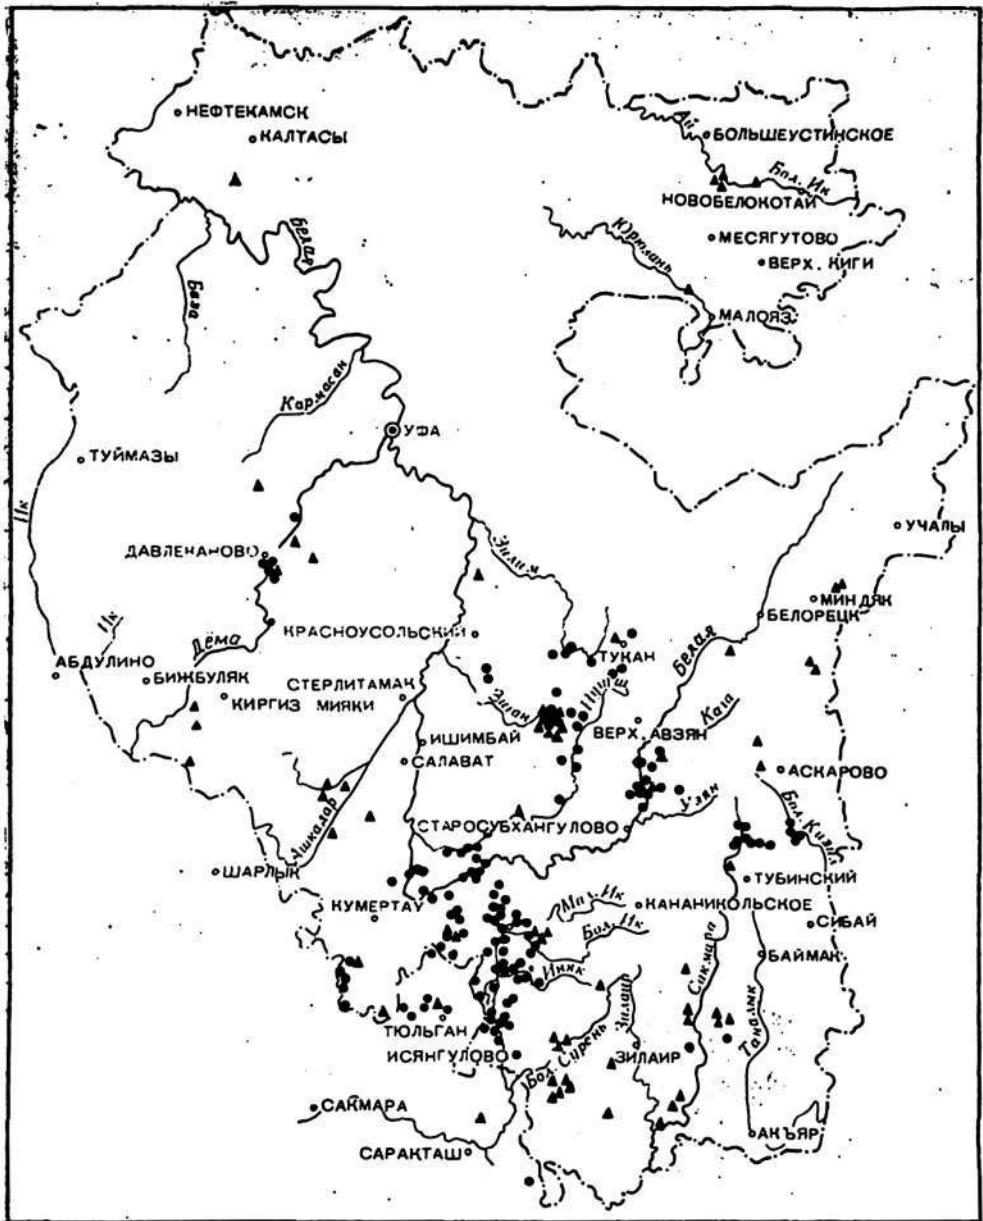 НЕФТЕКАМСК
КАЛТАСЫ
Ай
БОЛЬШЕУСТИНСКОЕ
Бол. Ик
НОВОБЕЛОКОТАЙ
Белая
Юрюзань
МЕСЯГУТОВО
ВЕРХ. КИГИ
База
МАЛОЯЗ
Кармасан
УФА
ТУЙМАЗЫ
Ик
УЧАЛЫ
ДАВЛЕКАНОВО
Зилим
МИНДЯК
БЕЛОРЕЦК
Ик
Дёма
КРАСНОУСОЛЬСКИЙ
ТУКАН
Белая
АБДУЛИНО
БИЖБУЛЯК
СТЕРЛИТАМАК
КИРГИЗ МИЯКИ
Зиган
Нугуш
Кага
ИШИМБАЙ
ВЕРХ. АВЗЯН
САЛАВАТ
АСКАРОВО
Ашкадар
Узян
Бол. Кизил
СТАРОСУБХАНГУЛОВО
ШАРЛЫК
ТУБИНСКИЙ
КУМЕРТАУ
Мал. Ик
КАНАНИКОЛЬСКОЕ
Бол. Ик
СИБАЙ
Сакмара
БАЙМАК
Иняк
Зилаир
Таналык
ТЮЛЬГАН
ИСЯНГУЛОВО
Бол. Сурень
ЗИЛАИР
САКМАРА
САРАКТАШ
АКЪЯР